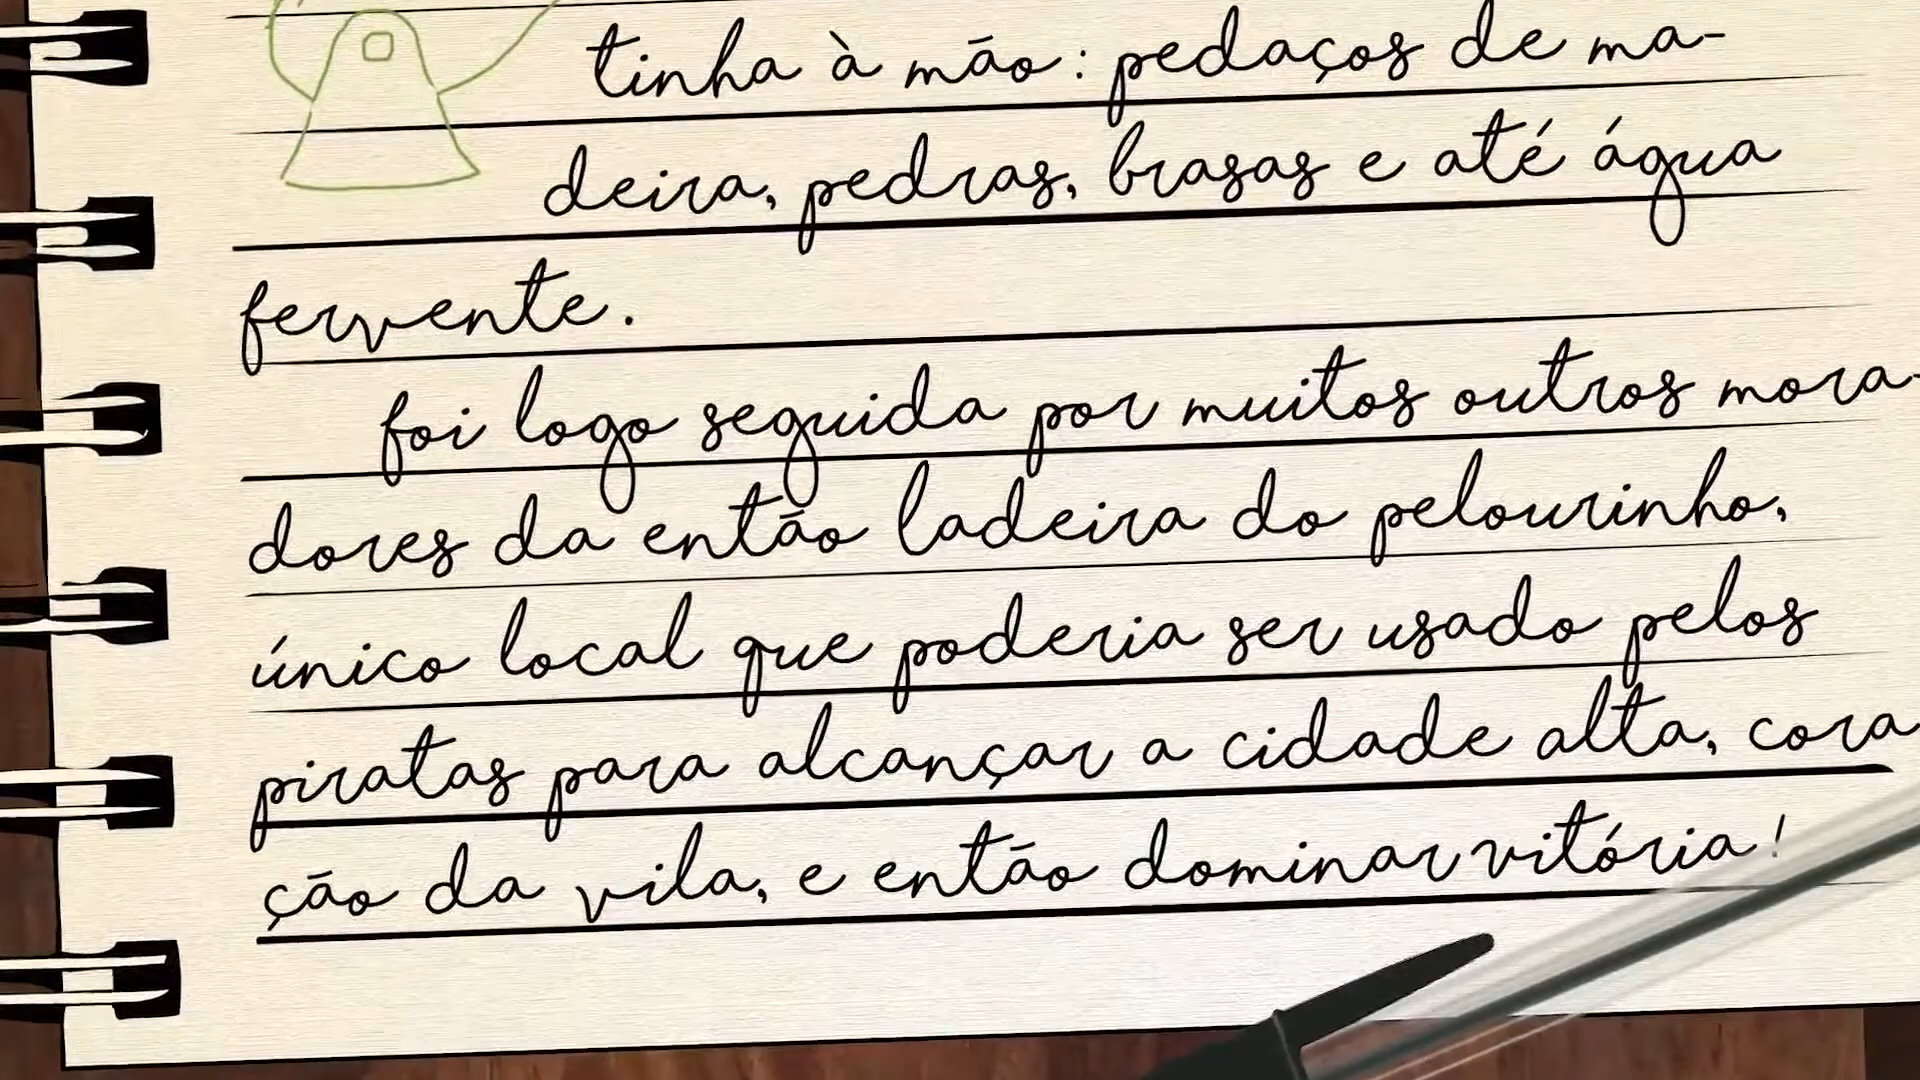 tinha à mão: pedaços de ma-
deira, pedras, brasas e até água
fervente.
foi logo seguida por muitos outros mora-
dores da então ladeira do pelourinho,
único local que poderia ser usado pelos
piratas para alcançar a cidade alta, cora
ção da vila, e então dominar vitória!